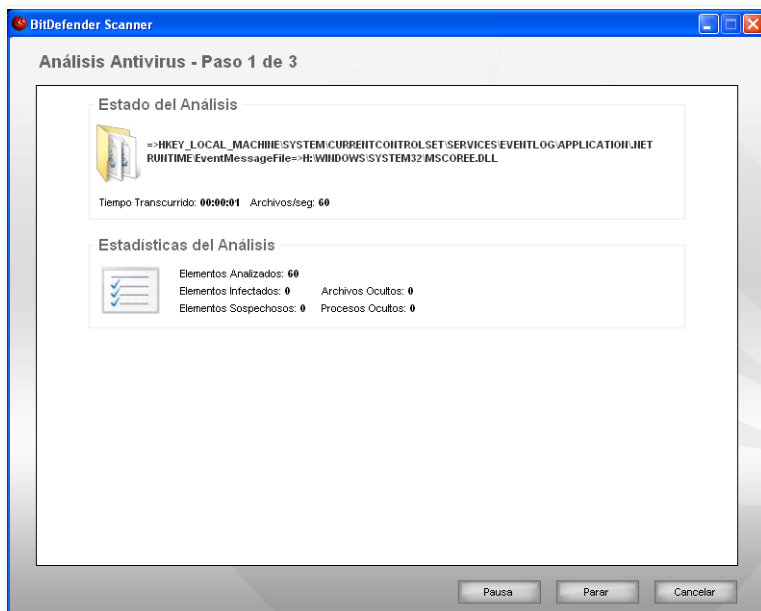 BitDefender Scanner
Análisis Antivirus - Paso 1 de 3
Estado del Análisis
=>HKEY_LOCAL_MACHINE\SYSTEM\CURRENTCONTROLSET\SERVICES\EVENTLOG\APPLICATION\.NET
RUNTIME\EventMessageFile=>H:\WINDOWS\SYSTEM32\MSCOREE.DLL
Tiempo Transcurrido: 00:00:01 Archivos/seg: 60
Estadísticas del Análisis
Elementos Analizados: 60
Elementos Infectados: 0 Archivos Ocultos: 0
Elementos Sospechosos: 0 Procesos Ocultos: 0
Pausa Parar Cancelar